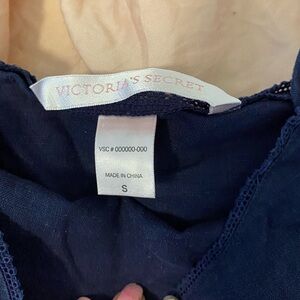 VICTORIA'S SECRET
VSC # 000000-000
MADE IN CHINA
S